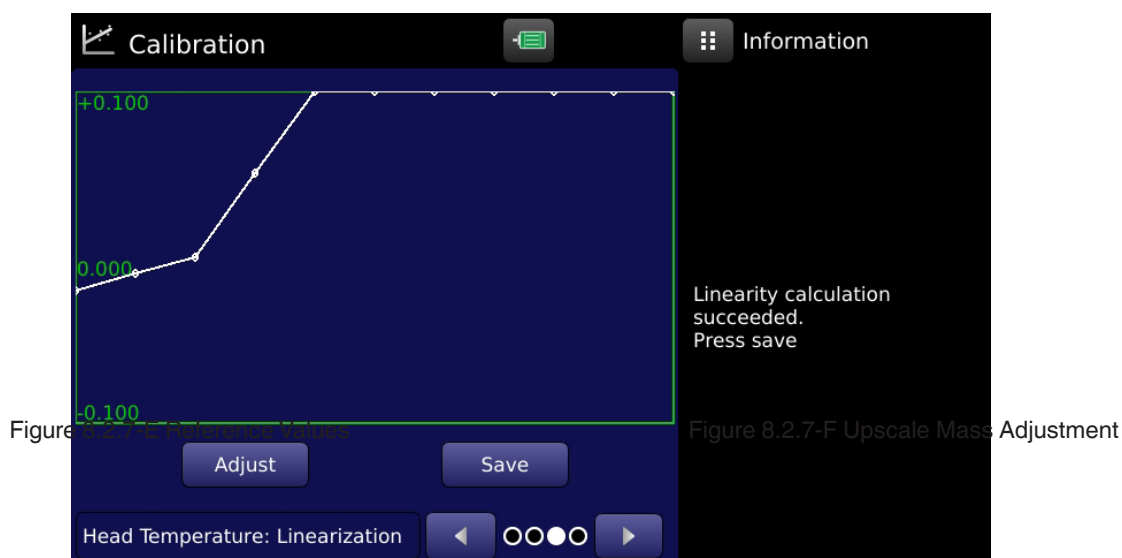 Calibration
Information
+0.100
0.000
-0.100
Linearity calculation
succeeded.
Press save
Figure 8.2.7-E Reference Values
Figure 8.2.7-F Upscale Mass Adjustment
Adjust
Save
Head Temperature: Linearization